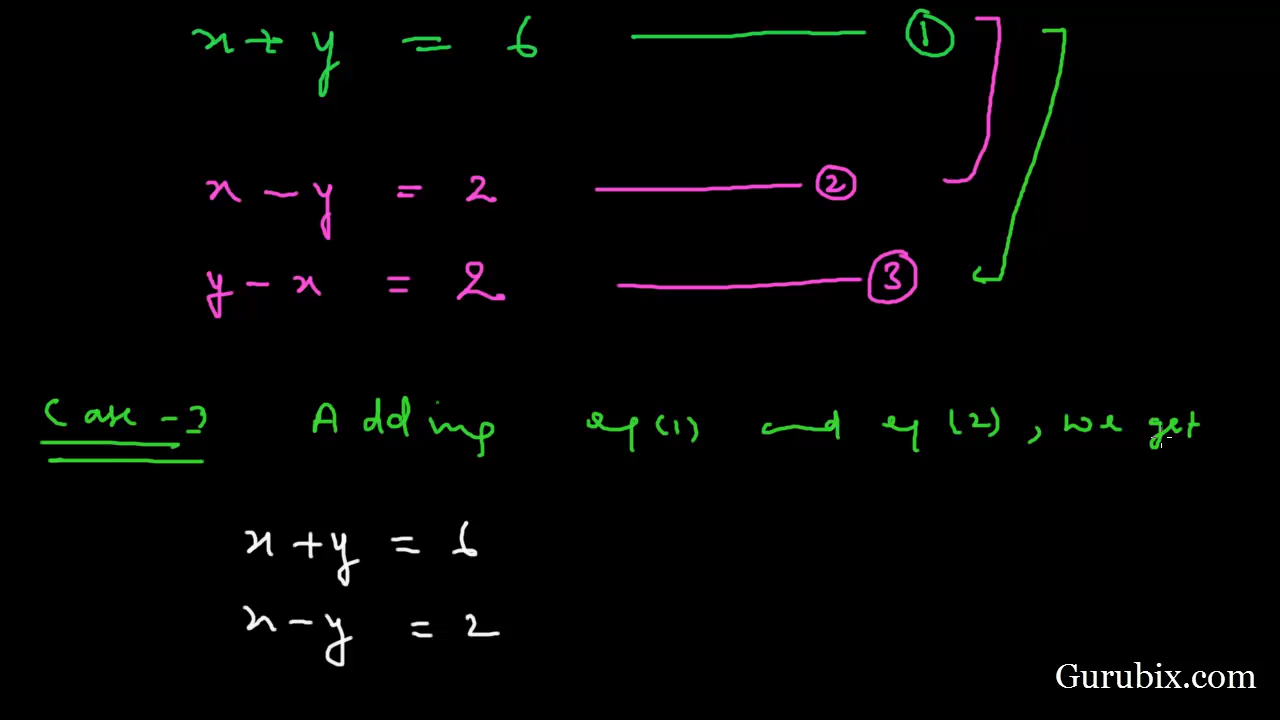 x + y = 6 ——— ①
x - y = 2 ——— ②
y - x = 2 ——— ③
Case - I Adding eq (1) and eq (2), we get
x + y = 6
x - y = 2
Gurubix.com